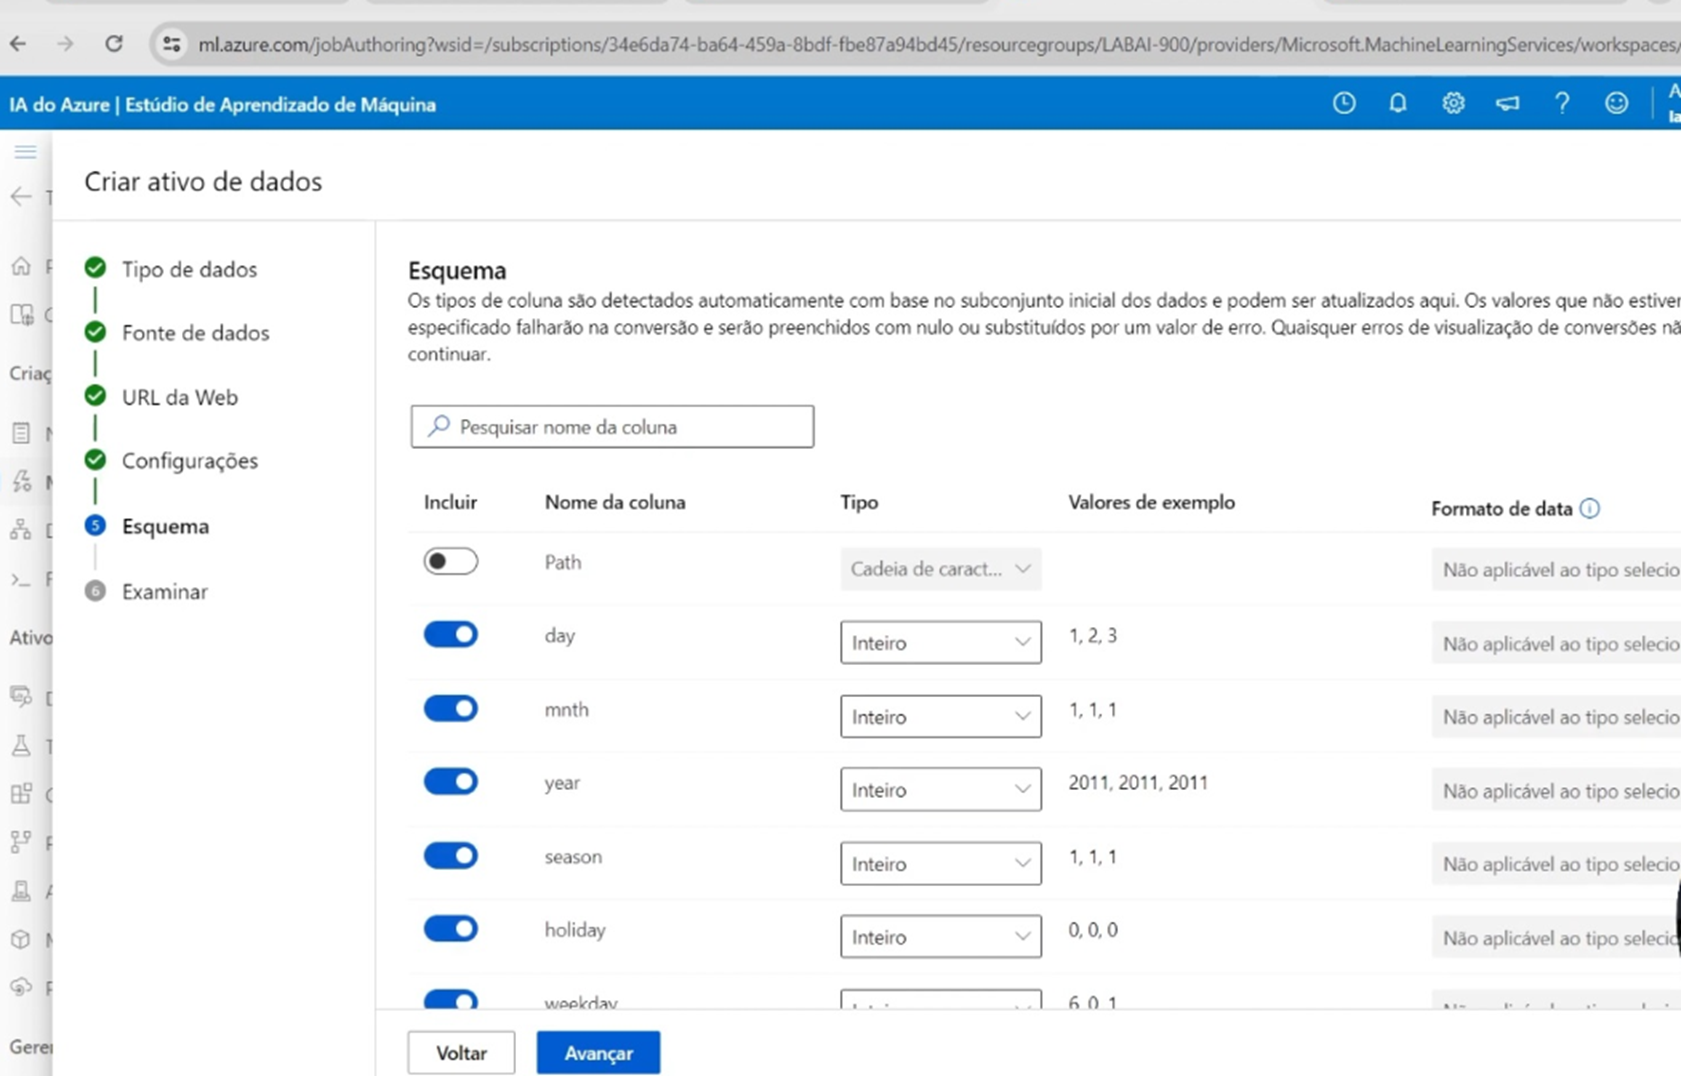 ml.azure.com/jobAuthoring?wsid=/subscriptions/34e6da74-ba64-459a-8bdf-fbe87a94bd45/resourcegroups/LABAI-900/providers/Microsoft.MachineLearningServices/workspaces/
IA do Azure | Estúdio de Aprendizado de Máquina
Criar ativo de dados
Tipo de dados
Fonte de dados
URL da Web
Configurações
5 Esquema
6 Examinar
Esquema
Os tipos de coluna são detectados automaticamente com base no subconjunto inicial dos dados e podem ser atualizados aqui. Os valores que não estiver
especificado falharão na conversão e serão preenchidos com nulo ou substituídos por um valor de erro. Quaisquer erros de visualização de conversões nã
continuar.
Pesquisar nome da coluna
Incluir Nome da coluna Tipo Valores de exemplo Formato de data
Path Cadeia de caract... Não aplicável ao tipo selecio
day Inteiro 1, 2, 3 Não aplicável ao tipo selecio
mnth Inteiro 1, 1, 1 Não aplicável ao tipo selecio
year Inteiro 2011, 2011, 2011 Não aplicável ao tipo selecio
season Inteiro 1, 1, 1 Não aplicável ao tipo selecio
holiday Inteiro 0, 0, 0 Não aplicável ao tipo selecio
weekday 6, 0, 1
Voltar Avançar
Criaç
Ativo
Geren